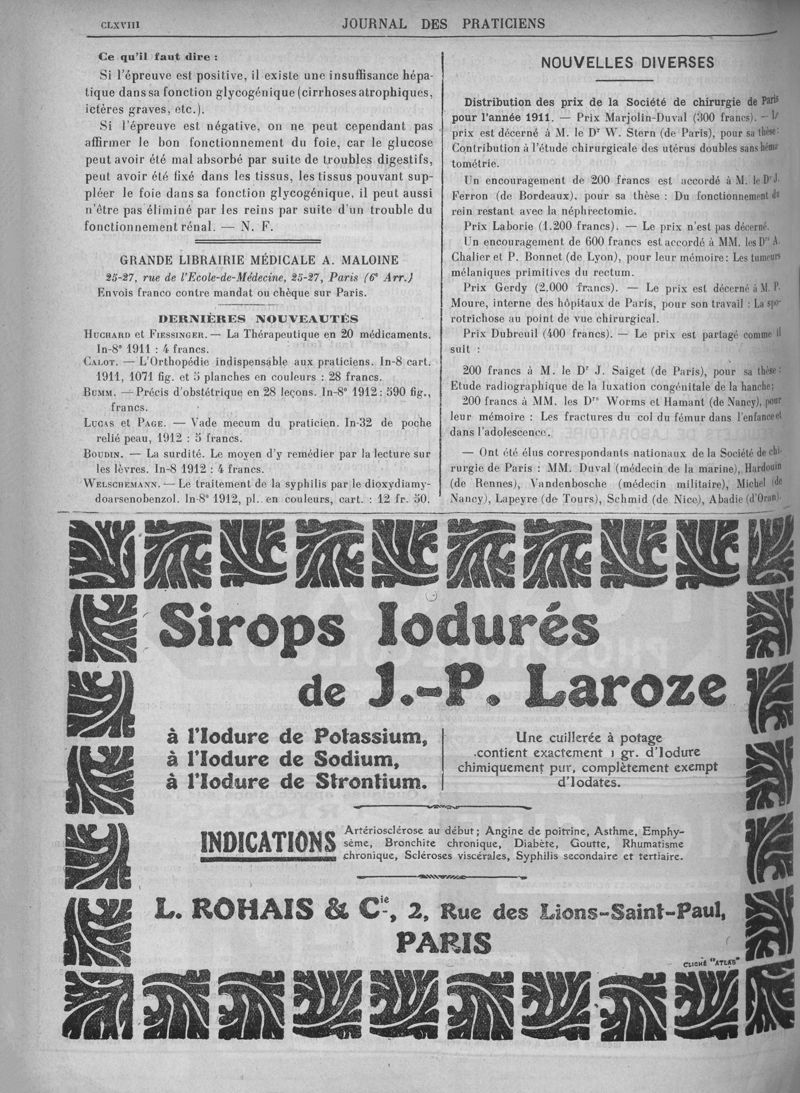 CLXVIII
JOURNAL DES PRATICIENS
Ce qu'il faut dire :
Si l'épreuve est positive, il existe une insuffisance hépa-
tique dans sa fonction glycogénique (cirrhoses atrophiques,
ictères graves, etc.).
Si l'épreuve est négative, on ne peut cependant pas
affirmer le bon fonctionnement du foie, car le glucose
peut avoir été mal absorbé par suite de troubles digestifs,
peut avoir été fixé dans les tissus, les tissus pouvant sup-
pléer le foie dans sa fonction glycogénique, il peut aussi
n'être pas éliminé par les reins par suite d'un trouble du
fonctionnement rénal. — N. F.
GRANDE LIBRAIRIE MÉDICALE A. MALOINE
25-27, rue de l'Ecole-de-Médecine, 25-27, Paris (6e Arr.)
Envois franco contre mandat ou chèque sur Paris.
DERNIÈRES NOUVEAUTÉS
HUCHARD et FIESSINGER. — La Thérapeutique en 20 médicaments.
In-8° 1911 : 4 francs.
CALOT. — L'Orthopédie indispensable aux praticiens. In-8 cart.
1911, 1071 fig. et 5 planches en couleurs : 28 francs.
BUMM. — Précis d'obstétrique en 28 leçons. In-8° 1912 : 590 fig.,
francs.
LUCAS et PAGE. — Vade mecum du praticien. In-32 de poche
relié peau, 1912 : 5 francs.
BOUDIN. — La surdité. Le moyen d'y remédier par la lecture sur
les lèvres. In-8 1912 : 4 francs.
WELSCHEMANN. — Le traitement de la syphilis par le dioxydiamy-
doarsenobenzol. In-8° 1912, pl. en couleurs, cart. : 12 fr. 50.
NOUVELLES DIVERSES
Distribution des prix de la Société de chirurgie de Paris
pour l'année 1911. — Prix Marjolin-Duval (300 francs). — Le
prix est décerné à M. le Dr W. Stern (de Paris), pour sa thèse :
Contribution à l'étude chirurgicale des utérus doubles sans héma
tométrie.
Un encouragement de 200 francs est accordé à M. le Dr J.
Ferron (de Bordeaux), pour sa thèse : Du fonctionnement du
rein restant avec la néphrectomie.
Prix Laborie (1.200 francs). — Le prix n'est pas décerné.
Un encouragement de 600 francs est accordé à MM. les Drs A.
Chalier et P. Bonnet (de Lyon), pour leur mémoire : Les tumeurs
mélaniques primitives du rectum.
Prix Gerdy (2.000 francs). — Le prix est décerné à M. P.
Moure, interne des hôpitaux de Paris, pour son travail : La spo-
rotrichose au point de vue chirurgical.
Prix Dubreuil (400 francs). — Le prix est partagé comme il
suit :
200 francs à M. le Dr J. Saiget (de Paris), pour sa thèse :
Etude radiographique de la luxation congénitale de la hanche ;
200 francs à MM. les Drs Worms et Hamant (de Nancy), pour
leur mémoire : Les fractures du col du fémur dans l'enfance et
dans l'adolescence.
— Ont été élus correspondants nationaux de la Société de chi-
rurgie de Paris : MM. Duval (médecin de la marine), Hardouin
(de Rennes), Vandenbosche (médecin militaire), Michel (de
Nancy), Lapeyre (de Tours), Schmid (de Nice), Abadie (d'Oran).
Sirops Iodurés
de J.-P. Laroze
à l'Iodure de Potassium,
à l'Iodure de Sodium,
à l'Iodure de Strontium.
Une cuillerée à potage
contient exactement 1 gr. d'Iodure
chimiquement pur, complètement exempt
d'Iodates.
INDICATIONS
Artériosclérose au début ; Angine de poitrine, Asthme, Emphy-
sème, Bronchite chronique, Diabète, Goutte, Rhumatisme
chronique, Scléroses viscérales, Syphilis secondaire et tertiaire.
L. ROHAIS & Cie, 2, Rue des Lions-Saint-Paul,
PARIS
CLICHÉ "ATLAS"